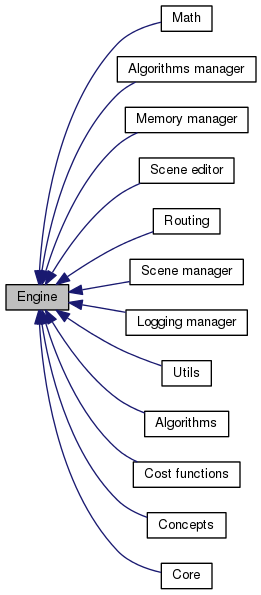 Math
Algorithms manager
Memory manager
Scene editor
Routing
Scene manager
Engine
Logging manager
Utils
Algorithms
Cost functions
Concepts
Core